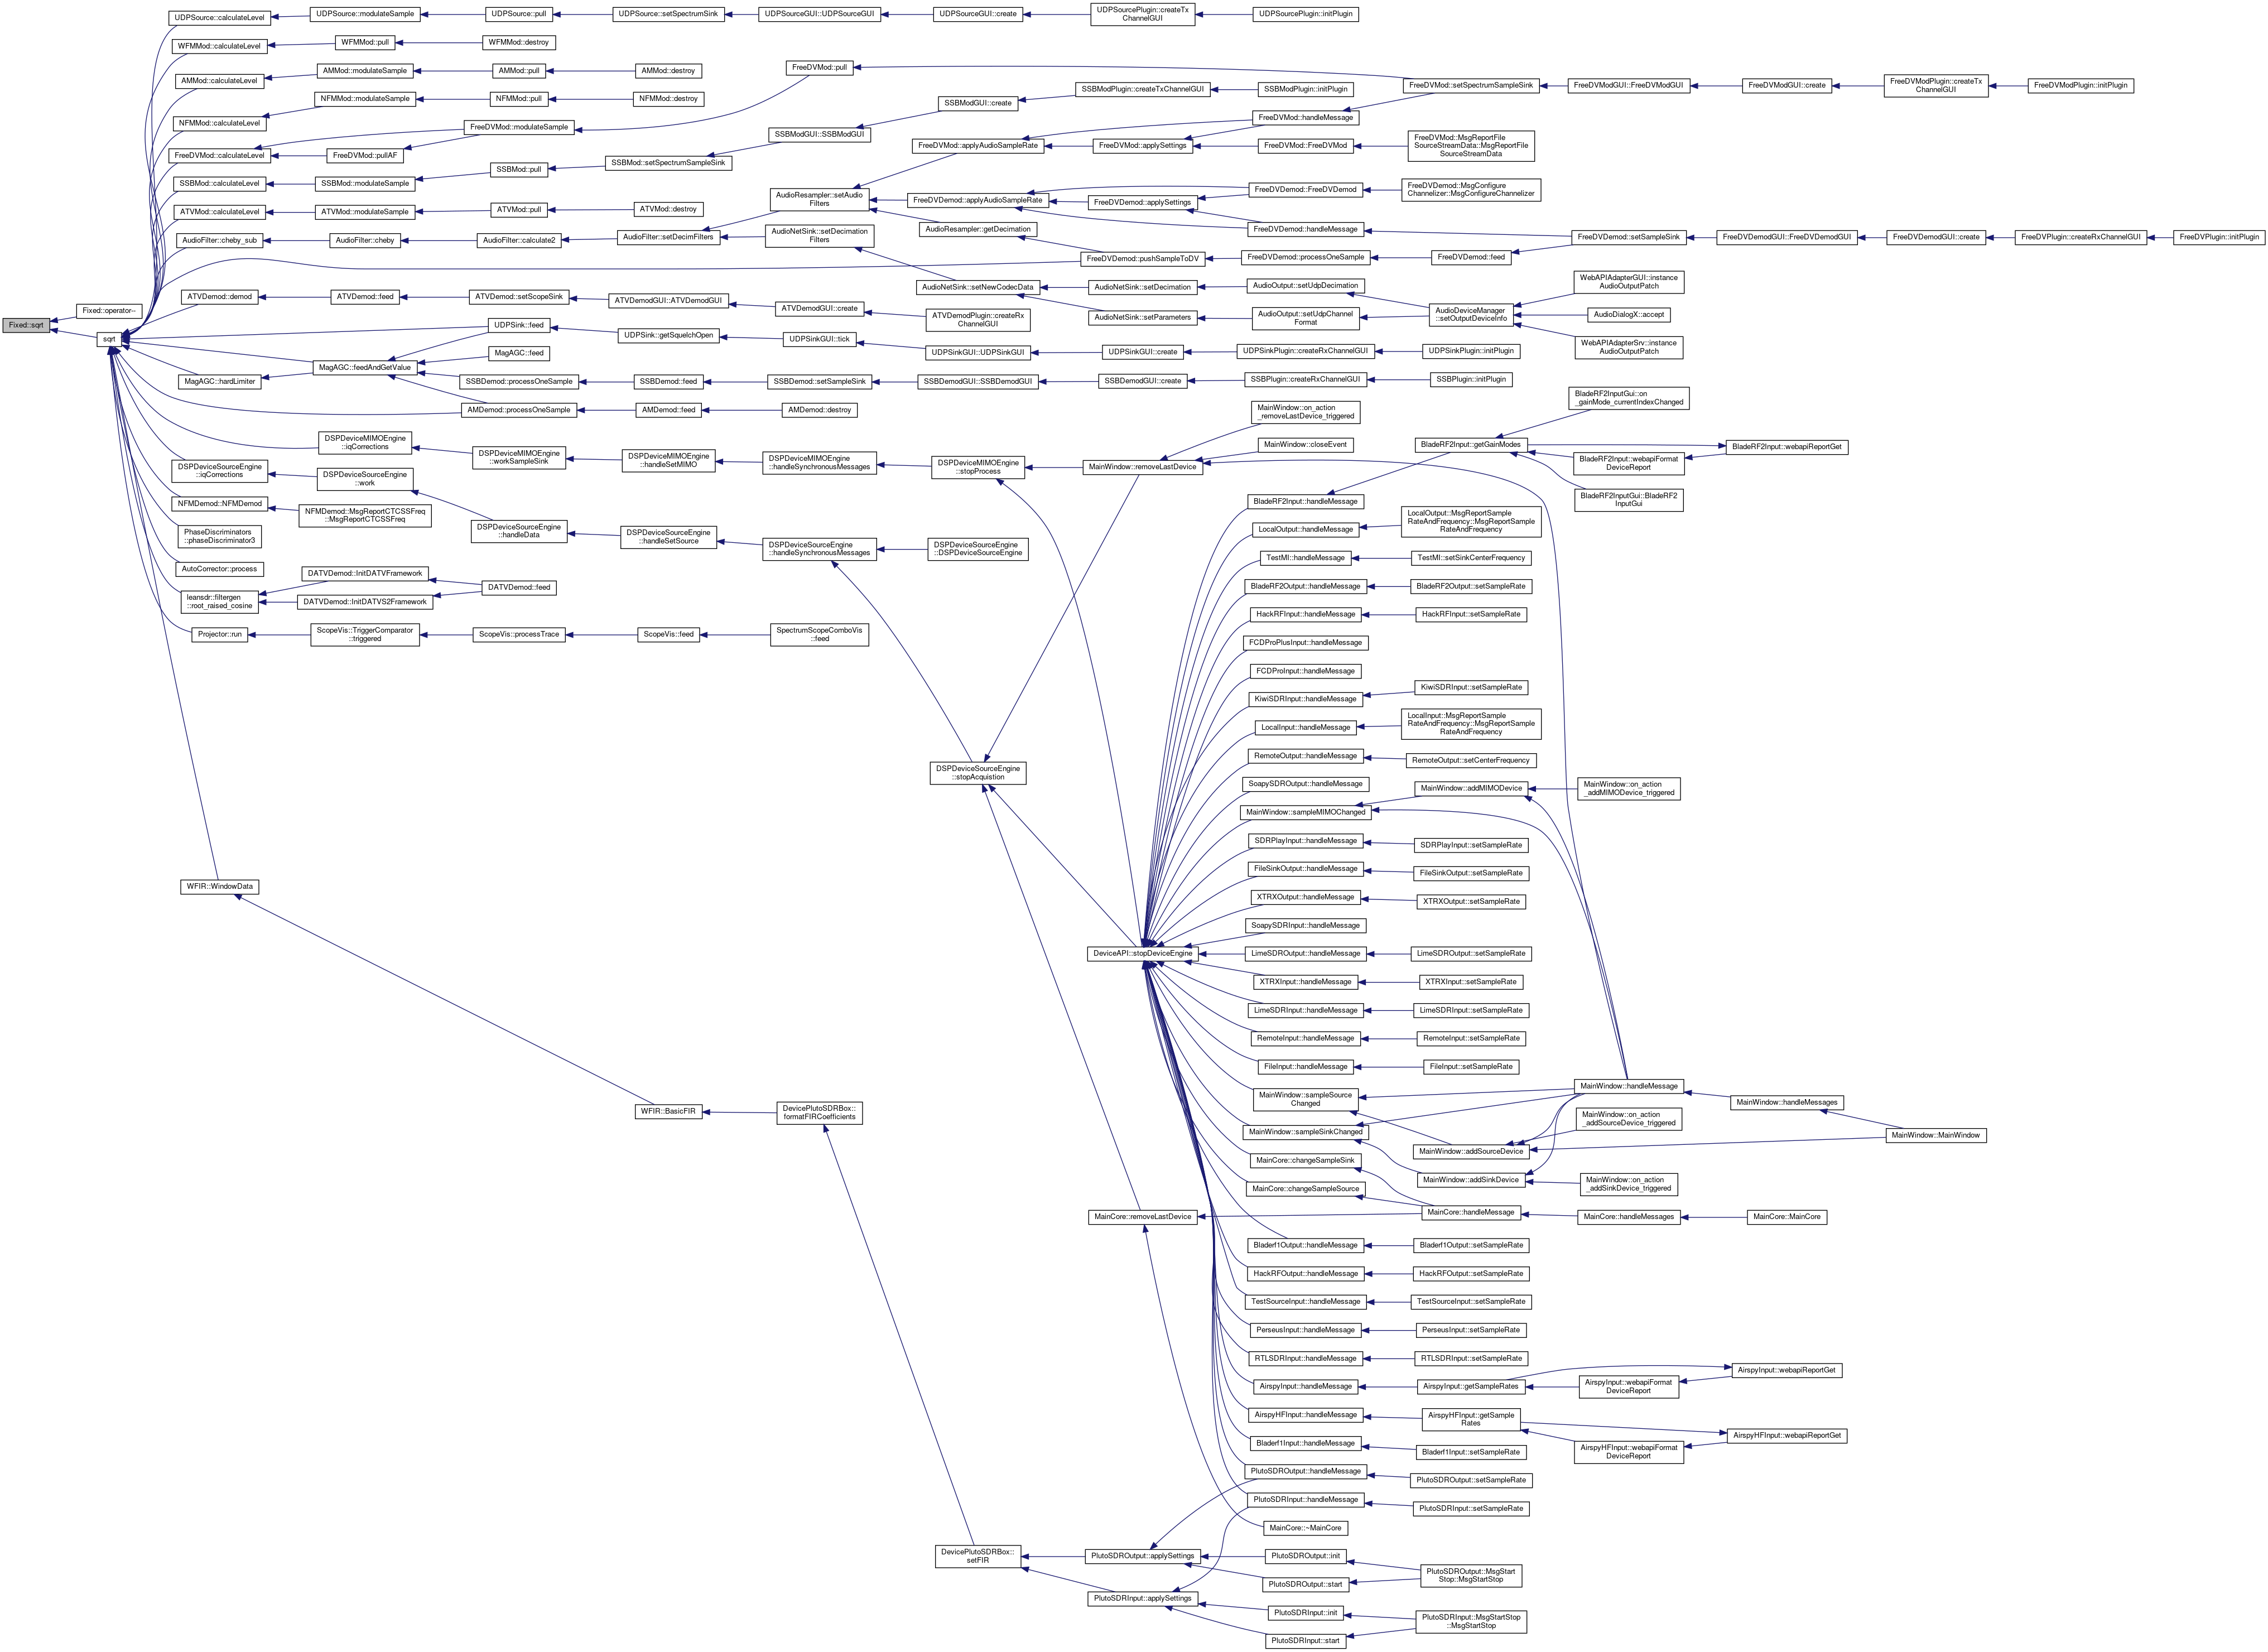 UDPSource::calculateLevel
UDPSource::modulateSample
UDPSource::pull
UDPSource::setSpectrumSink
UDPSourceGUI::UDPSourceGUI
UDPSourceGUI::create
UDPSourcePlugin::createTx
ChannelGUI
UDPSourcePlugin::initPlugin
WFMMod::calculateLevel
WFMMod::pull
WFMMod::destroy
AMMod::calculateLevel
AMMod::modulateSample
AMMod::pull
AMMod::destroy
NFMMod::calculateLevel
NFMMod::modulateSample
NFMMod::pull
NFMMod::destroy
FreeDVMod::calculateLevel
FreeDVMod::pullAF
FreeDVMod::modulateSample
FreeDVMod::pull
FreeDVMod::setSpectrumSampleSink
FreeDVModGUI::FreeDVModGUI
FreeDVModGUI::create
FreeDVModPlugin::createTx
ChannelGUI
FreeDVModPlugin::initPlugin
SSBMod::calculateLevel
SSBMod::modulateSample
SSBMod::pull
SSBMod::setSpectrumSampleSink
SSBModGUI::SSBModGUI
SSBModGUI::create
SSBModPlugin::createTxChannelGUI
SSBModPlugin::initPlugin
FreeDVMod::handleMessage
FreeDVMod::applyAudioSampleRate
FreeDVMod::applySettings
FreeDVMod::FreeDVMod
FreeDVMod::MsgReportFile
SourceStreamData::MsgReportFile
SourceStreamData
ATVMod::calculateLevel
ATVMod::modulateSample
ATVMod::pull
ATVMod::destroy
AudioFilter::cheby_sub
AudioFilter::cheby
AudioFilter::calculate2
AudioFilter::setDecimFilters
AudioResampler::setAudio
Filters
AudioNetSink::setDecimation
Filters
FreeDVDemod::applyAudioSampleRate
AudioResampler::getDecimation
FreeDVDemod::applySettings
FreeDVDemod::FreeDVDemod
FreeDVDemod::MsgConfigure
Channelizer::MsgConfigureChannelizer
FreeDVDemod::handleMessage
FreeDVDemod::pushSampleToDV
FreeDVDemod::processOneSample
FreeDVDemod::feed
FreeDVDemod::setSampleSink
FreeDVDemodGUI::FreeDVDemodGUI
FreeDVDemodGUI::create
FreeDVPlugin::createRxChannelGUI
FreeDVPlugin::initPlugin
AudioNetSink::setNewCodecData
AudioNetSink::setDecimation
AudioNetSink::setParameters
AudioOutput::setUdpDecimation
AudioOutput::setUdpChannel
Format
AudioDeviceManager
::setOutputDeviceInfo
WebAPIAdapterGUI::instance
AudioOutputPatch
AudioDialogX::accept
WebAPIAdapterSrv::instance
AudioOutputPatch
Fixed::sqrt
Fixed::operator--
sqrt
ATVDemod::demod
ATVDemod::feed
ATVDemod::setScopeSink
ATVDemodGUI::ATVDemodGUI
ATVDemodGUI::create
ATVDemodPlugin::createRx
ChannelGUI
UDPSink::feed
UDPSink::getSquelchOpen
UDPSinkGUI::tick
UDPSinkGUI::UDPSinkGUI
UDPSinkGUI::create
UDPSinkPlugin::createRxChannelGUI
UDPSinkPlugin::initPlugin
MagAGC::hardLimiter
MagAGC::feedAndGetValue
MagAGC::feed
SSBDemod::processOneSample
SSBDemod::feed
SSBDemod::setSampleSink
SSBDemodGUI::SSBDemodGUI
SSBDemodGUI::create
SSBPlugin::createRxChannelGUI
SSBPlugin::initPlugin
AMDemod::processOneSample
AMDemod::feed
AMDemod::destroy
DSPDeviceMIMOEngine
::iqCorrections
DSPDeviceMIMOEngine
::workSampleSink
DSPDeviceMIMOEngine
::handleSetMIMO
DSPDeviceMIMOEngine
::handleSynchronousMessages
DSPDeviceMIMOEngine
::stopProcess
DSPDeviceSourceEngine
::iqCorrections
DSPDeviceSourceEngine
::work
DSPDeviceSourceEngine
::handleData
DSPDeviceSourceEngine
::handleSetSource
DSPDeviceSourceEngine
::handleSynchronousMessages
DSPDeviceSourceEngine
::DSPDeviceSourceEngine
NFMDemod::NFMDemod
NFMDemod::MsgReportCTCSSFreq
::MsgReportCTCSSFreq
PhaseDiscriminators
::phaseDiscriminator3
AutoCorrector::process
leansdr::filtergen
::root_raised_cosine
DATVDemod::InitDATVFramework
DATVDemod::InitDATVS2Framework
DATVDemod::feed
Projector::run
ScopeVis::TriggerComparator
::triggered
ScopeVis::processTrace
ScopeVis::feed
SpectrumScopeComboVis
::feed
WFIR::WindowData
WFIR::BasicFIR
DevicePlutoSDRBox::
formatFIRCoefficients
DevicePlutoSDRBox::
setFIR
DSPDeviceSourceEngine
::stopAcquistion
MainWindow::removeLastDevice
MainWindow::on_action
_removeLastDevice_triggered
MainWindow::closeEvent
DeviceAPI::stopDeviceEngine
MainCore::removeLastDevice
BladeRF2Input::handleMessage
BladeRF2Input::getGainModes
BladeRF2InputGui::on
_gainMode_currentIndexChanged
BladeRF2Input::webapiFormat
DeviceReport
BladeRF2Input::webapiReportGet
BladeRF2InputGui::BladeRF2
InputGui
LocalOutput::handleMessage
LocalOutput::MsgReportSample
RateAndFrequency::MsgReportSample
RateAndFrequency
TestMI::handleMessage
TestMI::setSinkCenterFrequency
BladeRF2Output::handleMessage
BladeRF2Output::setSampleRate
HackRFInput::handleMessage
HackRFInput::setSampleRate
FCDProPlusInput::handleMessage
FCDProInput::handleMessage
KiwiSDRInput::handleMessage
KiwiSDRInput::setSampleRate
LocalInput::handleMessage
LocalInput::MsgReportSample
RateAndFrequency::MsgReportSample
RateAndFrequency
RemoteOutput::handleMessage
RemoteOutput::setCenterFrequency
SoapySDROutput::handleMessage
MainWindow::sampleMIMOChanged
MainWindow::addMIMODevice
MainWindow::on_action
_addMIMODevice_triggered
SDRPlayInput::handleMessage
SDRPlayInput::setSampleRate
FileSinkOutput::handleMessage
FileSinkOutput::setSampleRate
XTRXOutput::handleMessage
XTRXOutput::setSampleRate
SoapySDRInput::handleMessage
LimeSDROutput::handleMessage
LimeSDROutput::setSampleRate
XTRXInput::handleMessage
XTRXInput::setSampleRate
LimeSDRInput::handleMessage
LimeSDRInput::setSampleRate
RemoteInput::handleMessage
RemoteInput::setSampleRate
FileInput::handleMessage
FileInput::setSampleRate
MainWindow::sampleSource
Changed
MainWindow::sampleSinkChanged
MainWindow::handleMessage
MainWindow::handleMessages
MainWindow::MainWindow
MainWindow::addSourceDevice
MainWindow::on_action
_addSourceDevice_triggered
MainWindow::addSinkDevice
MainWindow::on_action
_addSinkDevice_triggered
MainCore::changeSampleSink
MainCore::changeSampleSource
MainCore::handleMessage
MainCore::handleMessages
MainCore::MainCore
Bladerf1Output::handleMessage
Bladerf1Output::setSampleRate
HackRFOutput::handleMessage
HackRFOutput::setSampleRate
TestSourceInput::handleMessage
TestSourceInput::setSampleRate
PerseusInput::handleMessage
PerseusInput::setSampleRate
RTLSDRInput::handleMessage
RTLSDRInput::setSampleRate
AirspyInput::handleMessage
AirspyInput::getSampleRates
AirspyInput::webapiFormat
DeviceReport
AirspyInput::webapiReportGet
AirspyHFInput::handleMessage
AirspyHFInput::getSample
Rates
AirspyHFInput::webapiFormat
DeviceReport
AirspyHFInput::webapiReportGet
Bladerf1Input::handleMessage
Bladerf1Input::setSampleRate
PlutoSDROutput::handleMessage
PlutoSDROutput::setSampleRate
PlutoSDRInput::handleMessage
PlutoSDRInput::setSampleRate
MainCore::~MainCore
PlutoSDROutput::applySettings
PlutoSDROutput::init
PlutoSDROutput::start
PlutoSDROutput::MsgStart
Stop::MsgStartStop
PlutoSDRInput::applySettings
PlutoSDRInput::init
PlutoSDRInput::start
PlutoSDRInput::MsgStartStop
::MsgStartStop